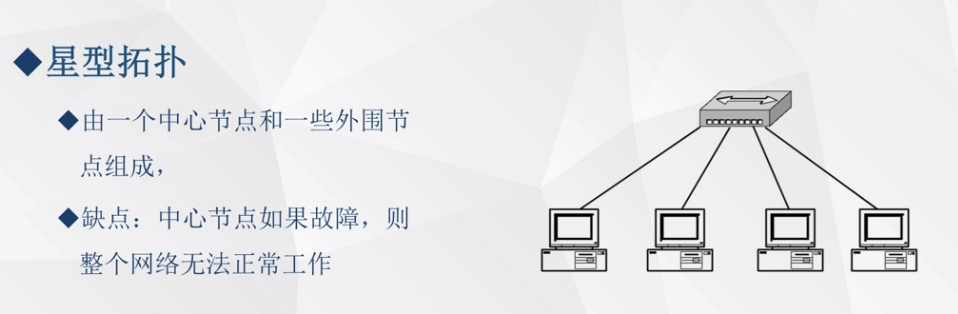 ◆星型拓扑
◆由一个中心节点和一些外围节
点组成，
◆缺点：中心节点如果故障，则
整个网络无法正常工作